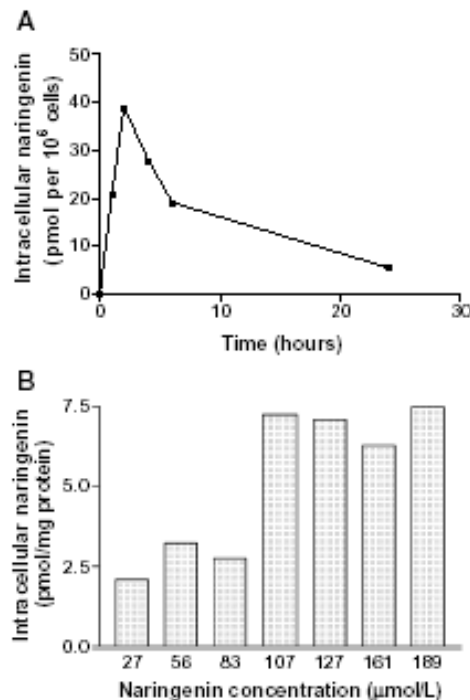 A
Intracellular naringenin
(pmol per 10⁶ cells)
50
40
30
20
10
0
0
10
20
30
Time (hours)
B
Intracellular naringenin
(pmol/mg protein)
7.5
5.0
2.5
0.0
27 56 83 107 127 161 189
Naringenin concentration (μmol/L)